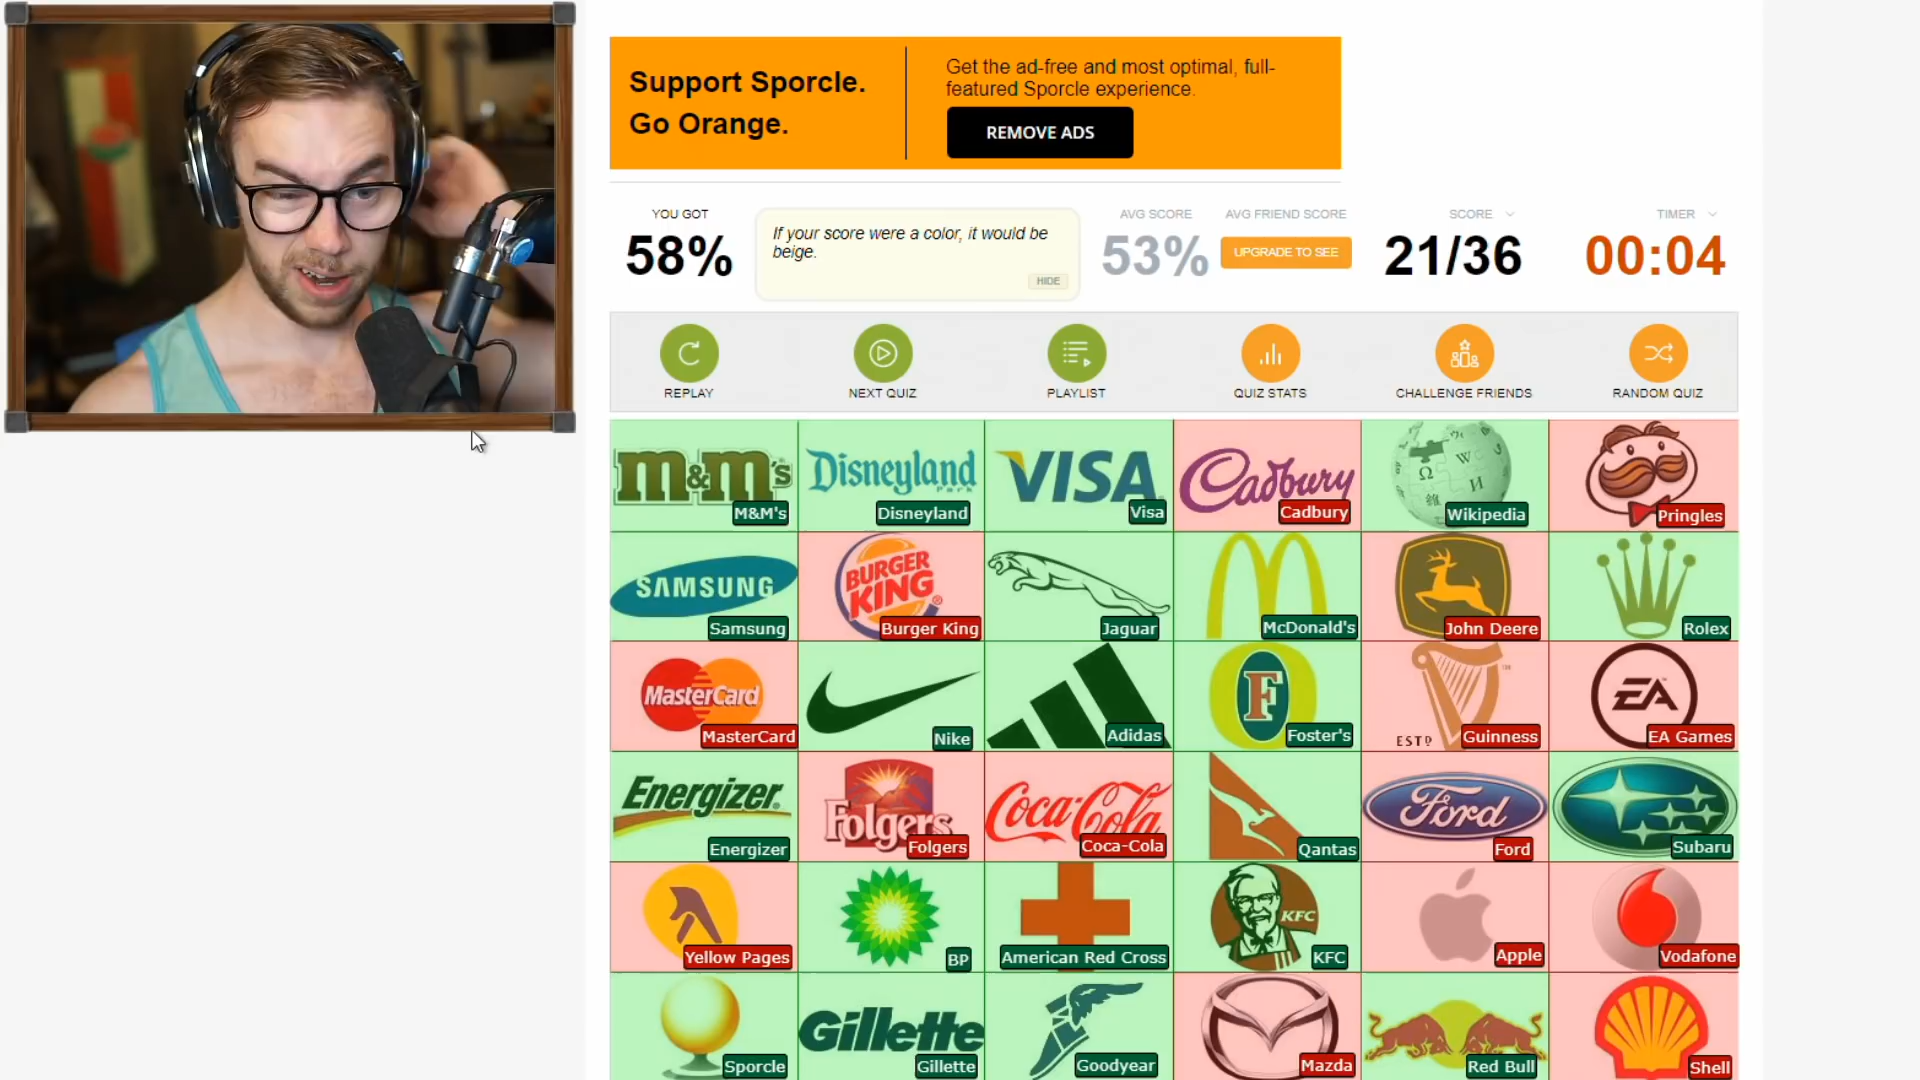 Support Sporcle.
Go Orange.
Get the ad-free and most optimal, full-
featured Sporcle experience.
REMOVE ADS
YOU GOT
58%
If your score were a color, it would be
beige.
HIDE
AVG SCORE
53%
AVG FRIEND SCORE
UPGRADE TO SEE
SCORE
21/36
TIMER
00:04
REPLAY
NEXT QUIZ
PLAYLIST
QUIZ STATS
CHALLENGE FRIENDS
RANDOM QUIZ
m&m's
M&M's
Disneyland
Park
Disneyland
VISA
Visa
Cadbury
Cadbury
W
Ω
И
Wikipedia
Pringles
SAMSUNG
Samsung
BURGER
KING®
Burger King
Jaguar
McDonald's
John Deere
Rolex
MasterCard
MasterCard
Nike
Adidas
F
Foster's
ESTD
TM
Guinness
EA
EA Games
Energizer®
Energizer
Folgers
Folgers
Coca-Cola
Coca-Cola
Qantas
Ford
Ford
Subaru
Yellow Pages
BP
American Red Cross
KFC
KFC
Apple
Vodafone
Sporcle
Gillette
Gillette
Goodyear
Mazda
Red Bull
Shell